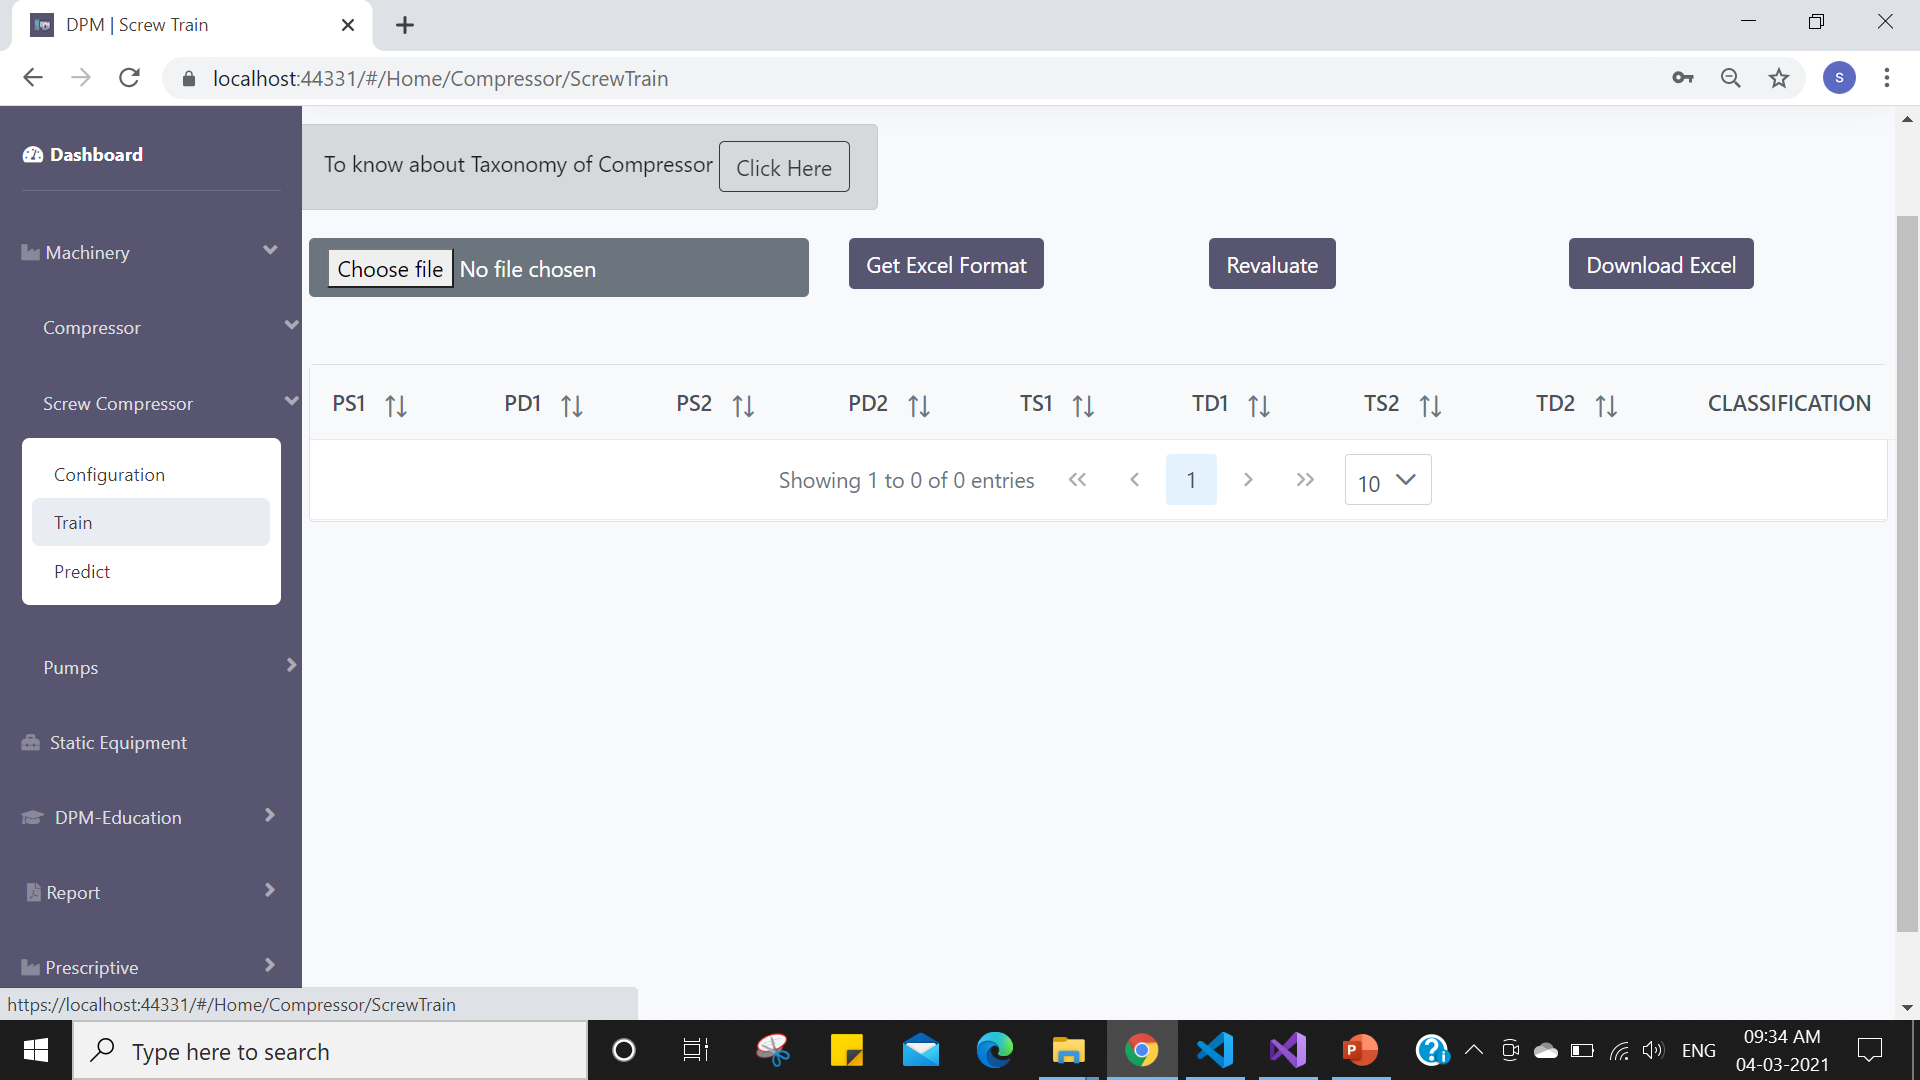 DPM | Screw Train
localhost:44331/#/Home/Compressor/ScrewTrain
S
Dashboard
Machinery
Compressor
Screw Compressor
Configuration
Train
Predict
Pumps
Static Equipment
DPM-Education
Report
Prescriptive
To know about Taxonomy of Compressor Click Here
Choose file No file chosen Get Excel Format Revaluate Download Excel
PS1 PD1 PS2 PD2 TS1 TD1 TS2 TD2 CLASSIFICATION
Showing 1 to 0 of 0 entries 1 10
https://localhost:44331/#/Home/Compressor/ScrewTrain
Type here to search
ENG
09:34 AM
04-03-2021